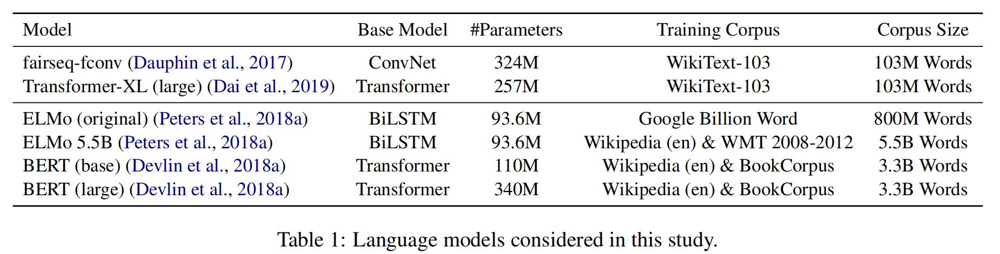 Model Base Model #Parameters Training Corpus Corpus Size
fairseq-fconv (Dauphin et al., 2017) ConvNet 324M WikiText-103 103M Words
Transformer-XL (large) (Dai et al., 2019) Transformer 257M WikiText-103 103M Words
ELMo (original) (Peters et al., 2018a) BiLSTM 93.6M Google Billion Word 800M Words
ELMo 5.5B (Peters et al., 2018a) BiLSTM 93.6M Wikipedia (en) & WMT 2008-2012 5.5B Words
BERT (base) (Devlin et al., 2018a) Transformer 110M Wikipedia (en) & BookCorpus 3.3B Words
BERT (large) (Devlin et al., 2018a) Transformer 340M Wikipedia (en) & BookCorpus 3.3B Words
Table 1: Language models considered in this study.